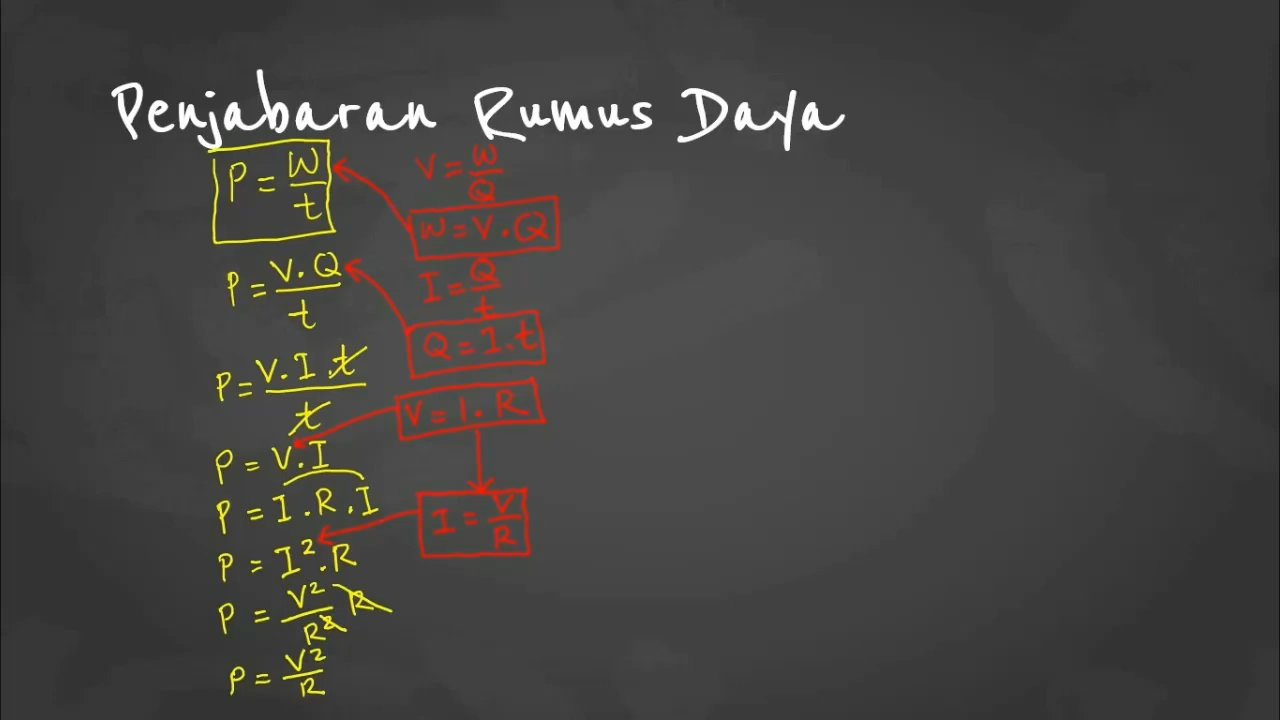 Penjabaran Rumus Daya
P = W/t
V = W/Q
W = V . Q
P = V . Q / t
I = Q/t
Q = I . t
P = V . I . t / t
V = I . R
P = V . I
P = I . R . I
I = V/R
P = I² . R
P = V²/R² R
P = V²/R